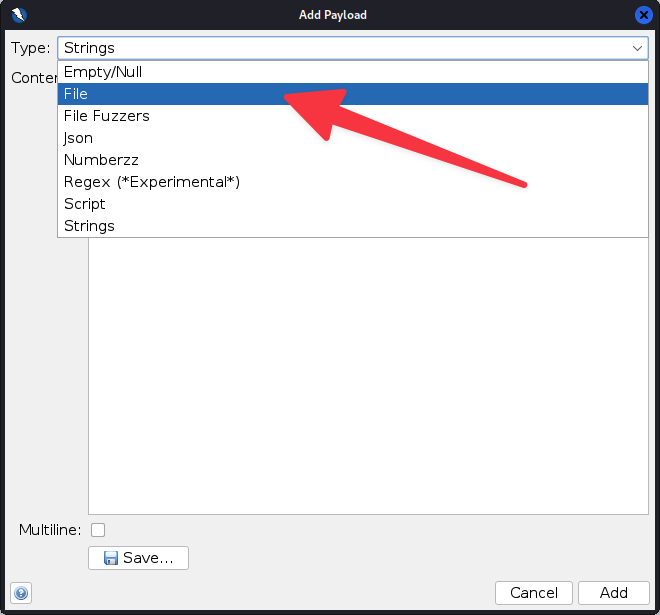 Add Payload
Type: Strings
Conten
Empty/Null
File
File Fuzzers
Json
Numberzz
Regex (*Experimental*)
Script
Strings
Multiline:
Save...
Cancel Add